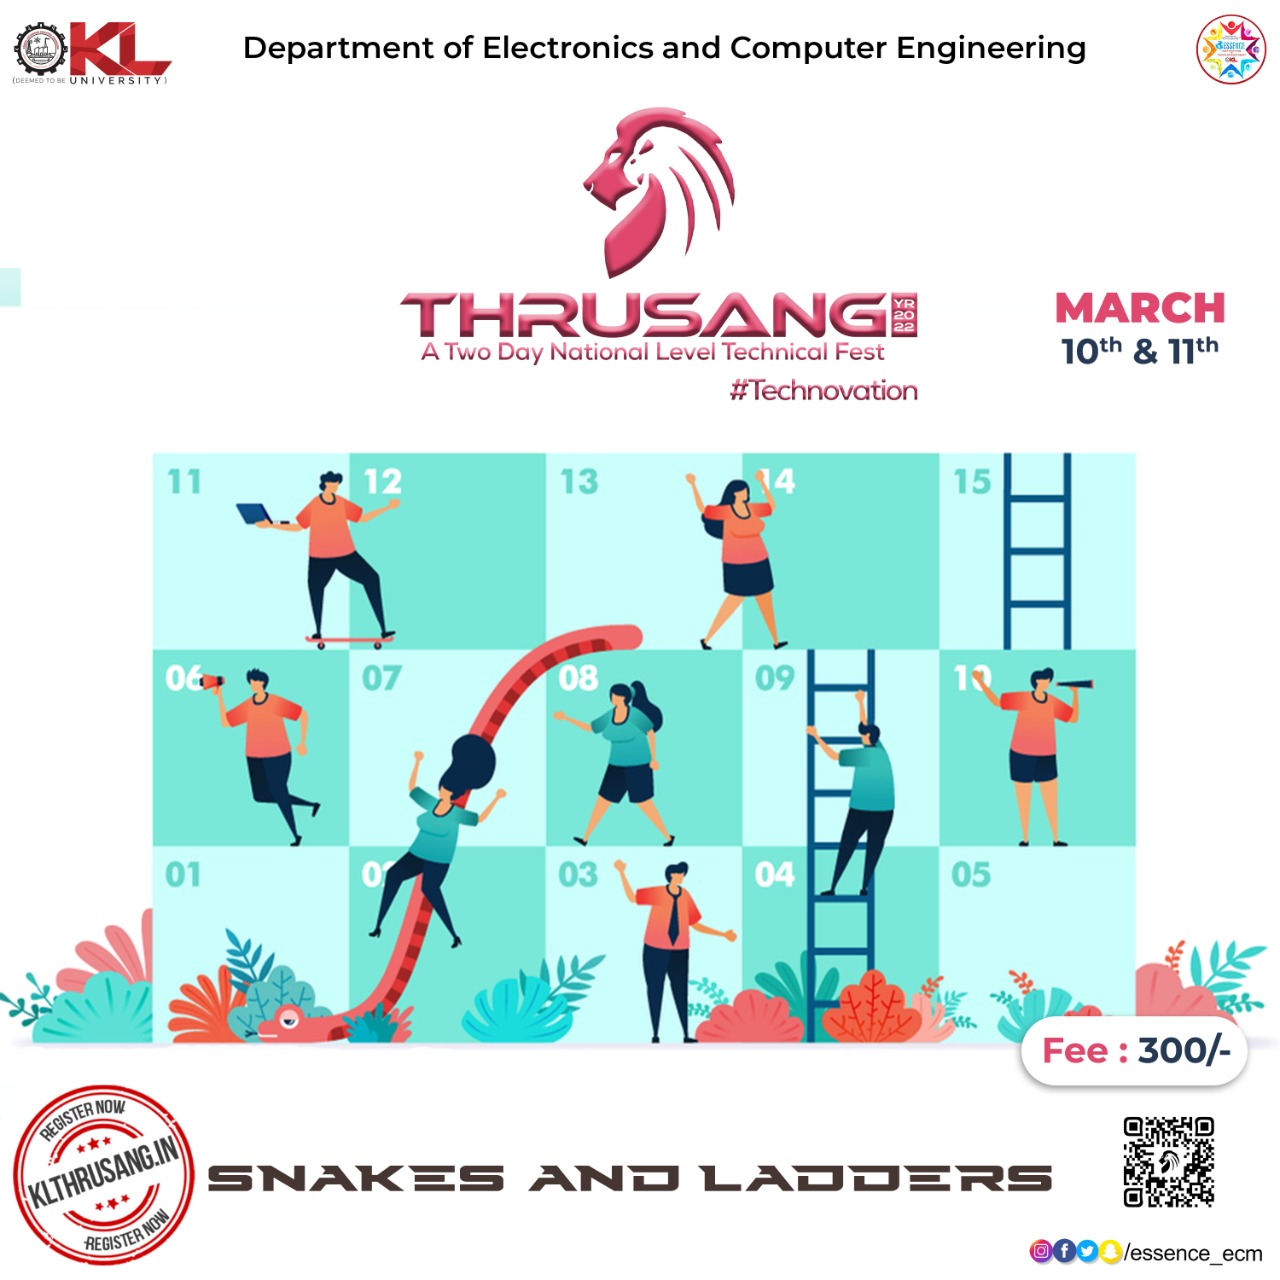 KL
(DEEMED TO BE UNIVERSITY)
Department of Electronics and Computer Engineering
ESSENCE
THRUSANG
YR
20
22
A Two Day National Level Technical Fest
#Technovation
MARCH
10th & 11th
11
12
13
14
15
06
07
08
09
10
01
02
03
04
05
Fee : 300/-
REGISTER NOW
KLTHRUSANG.IN
REGISTER NOW
SNAKES AND LADDERS
/essence_ecm